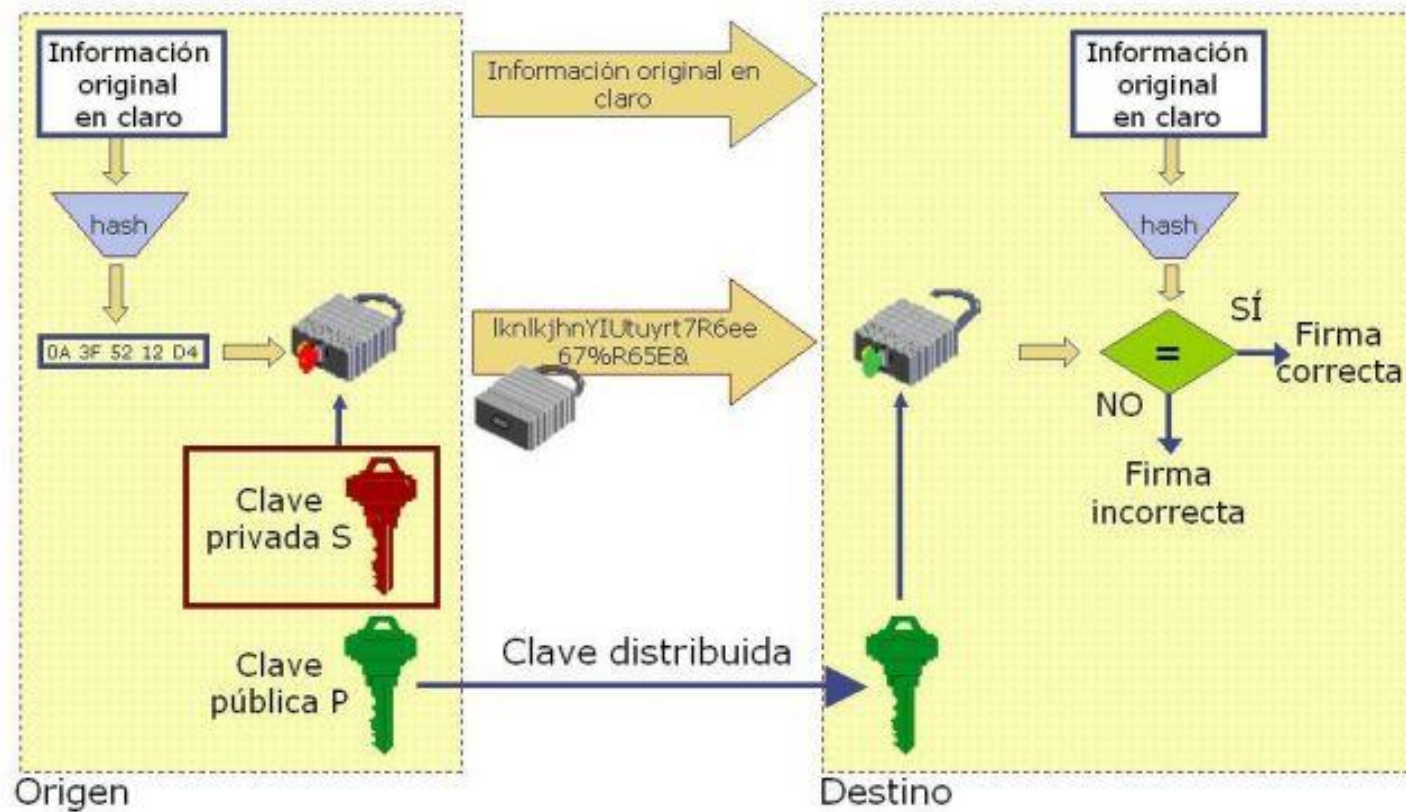 Información
original
en claro
hash
0A 3F 52 12 D4
Clave
privada S
Clave
pública P
Origen
Información original en
claro
lknlkjhnYIUtuyrt7R6ee
67%R65E&
Clave distribuida
Información
original
en claro
hash
=
SÍ
Firma
correcta
NO
Firma
incorrecta
Destino